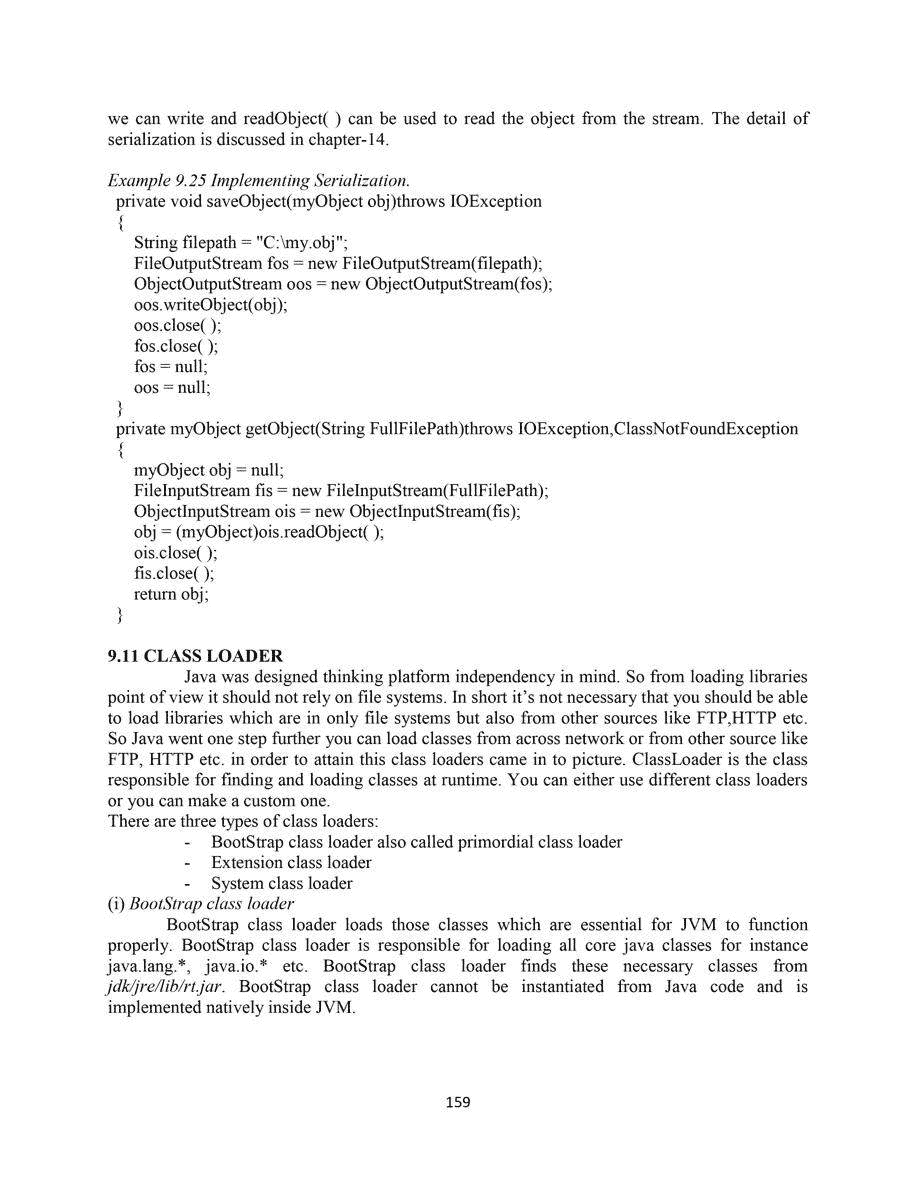 we can write and readObject( ) can be used to read the object from the stream. The detail of
serialization is discussed in chapter-14.
Example 9.25 Implementing Serialization.
private void saveObject(myObject obj)throws IOException
{
String filepath = "C:\my.obj";
FileOutputStream fos = new FileOutputStream(filepath);
ObjectOutputStream oos = new ObjectOutputStream(fos);
oos.writeObject(obj);
oos.close( );
fos.close( );
fos = null;
oos = null;
}
private myObject getObject(String FullFilePath)throws IOException,ClassNotFoundException
{
myObject obj = null;
FileInputStream fis = new FileInputStream(FullFilePath);
ObjectInputStream ois = new ObjectInputStream(fis);
obj = (myObject)ois.readObject( );
ois.close( );
fis.close( );
return obj;
}
9.11 CLASS LOADER
Java was designed thinking platform independency in mind. So from loading libraries
point of view it should not rely on file systems. In short it’s not necessary that you should be able
to load libraries which are in only file systems but also from other sources like FTP,HTTP etc.
So Java went one step further you can load classes from across network or from other source like
FTP, HTTP etc. in order to attain this class loaders came in to picture. ClassLoader is the class
responsible for finding and loading classes at runtime. You can either use different class loaders
or you can make a custom one.
There are three types of class loaders:
- BootStrap class loader also called primordial class loader
- Extension class loader
- System class loader
(i) BootStrap class loader
BootStrap class loader loads those classes which are essential for JVM to function
properly. BootStrap class loader is responsible for loading all core java classes for instance
java.lang.*, java.io.* etc. BootStrap class loader finds these necessary classes from
jdk/jre/lib/rt.jar. BootStrap class loader cannot be instantiated from Java code and is
implemented natively inside JVM.
159